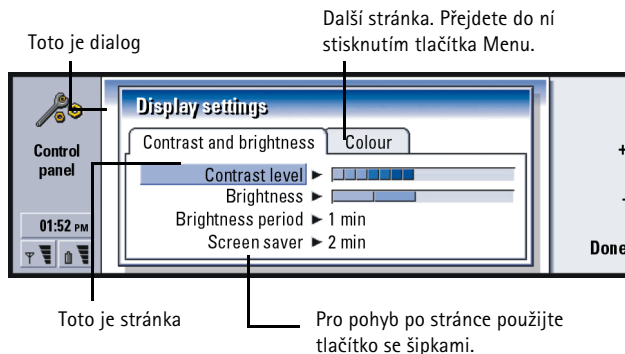 Další stránka. Přejdete do ní
stisknutím tlačítka Menu.
Toto je dialog
Display settings
Contrast and brightness
Colour
Control
panel
Contrast level
Brightness
Brightness period 1 min
Screen saver 2 min
01:52 PM
+
-
Done
Toto je stránka
Pro pohyb po stránce použijte
tlačítko se šipkami.